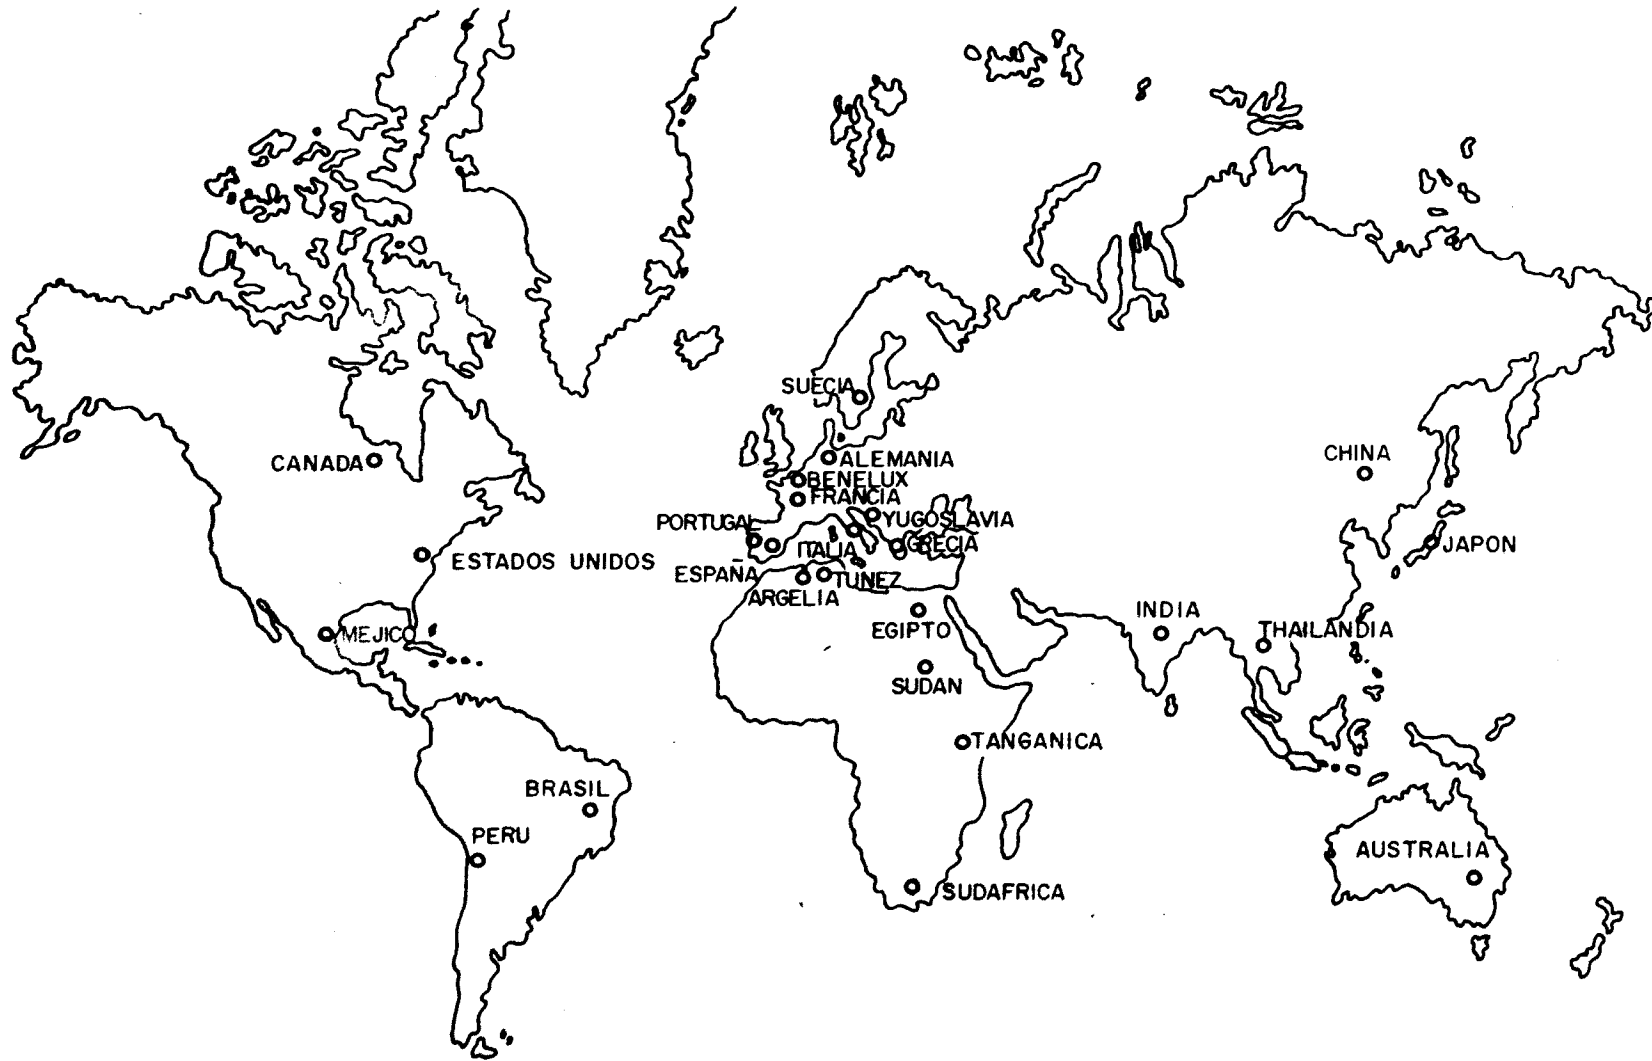 SUECIA
CANADA
ALEMANIA
CHINA
BENELUX
FRANCIA
PORTUGAL
YUGOSLAVIA
ESTADOS UNIDOS
ITALIA
GRECIA
JAPON
ESPAÑA
TUNEZ
ARGELIA
MEJICO
EGIPTO
INDIA
THAILANDIA
SUDAN
TANGANICA
BRASIL
PERU
AUSTRALIA
SUDAFRICA